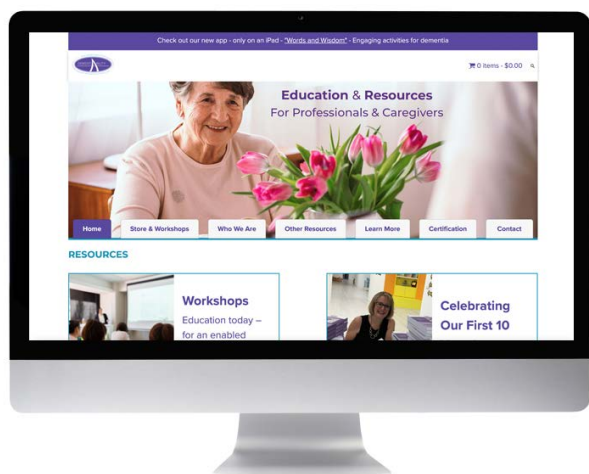 Check out our new app - only on an iPad - "Words and Wisdom" - Engaging activities for dementia
0 items - $0.00
Education & Resources
For Professionals & Caregivers
Home Store & Workshops Who We Are Other Resources Learn More Certification Contact
RESOURCES
Workshops
Education today –
for an enabled
Celebrating
Our First 10